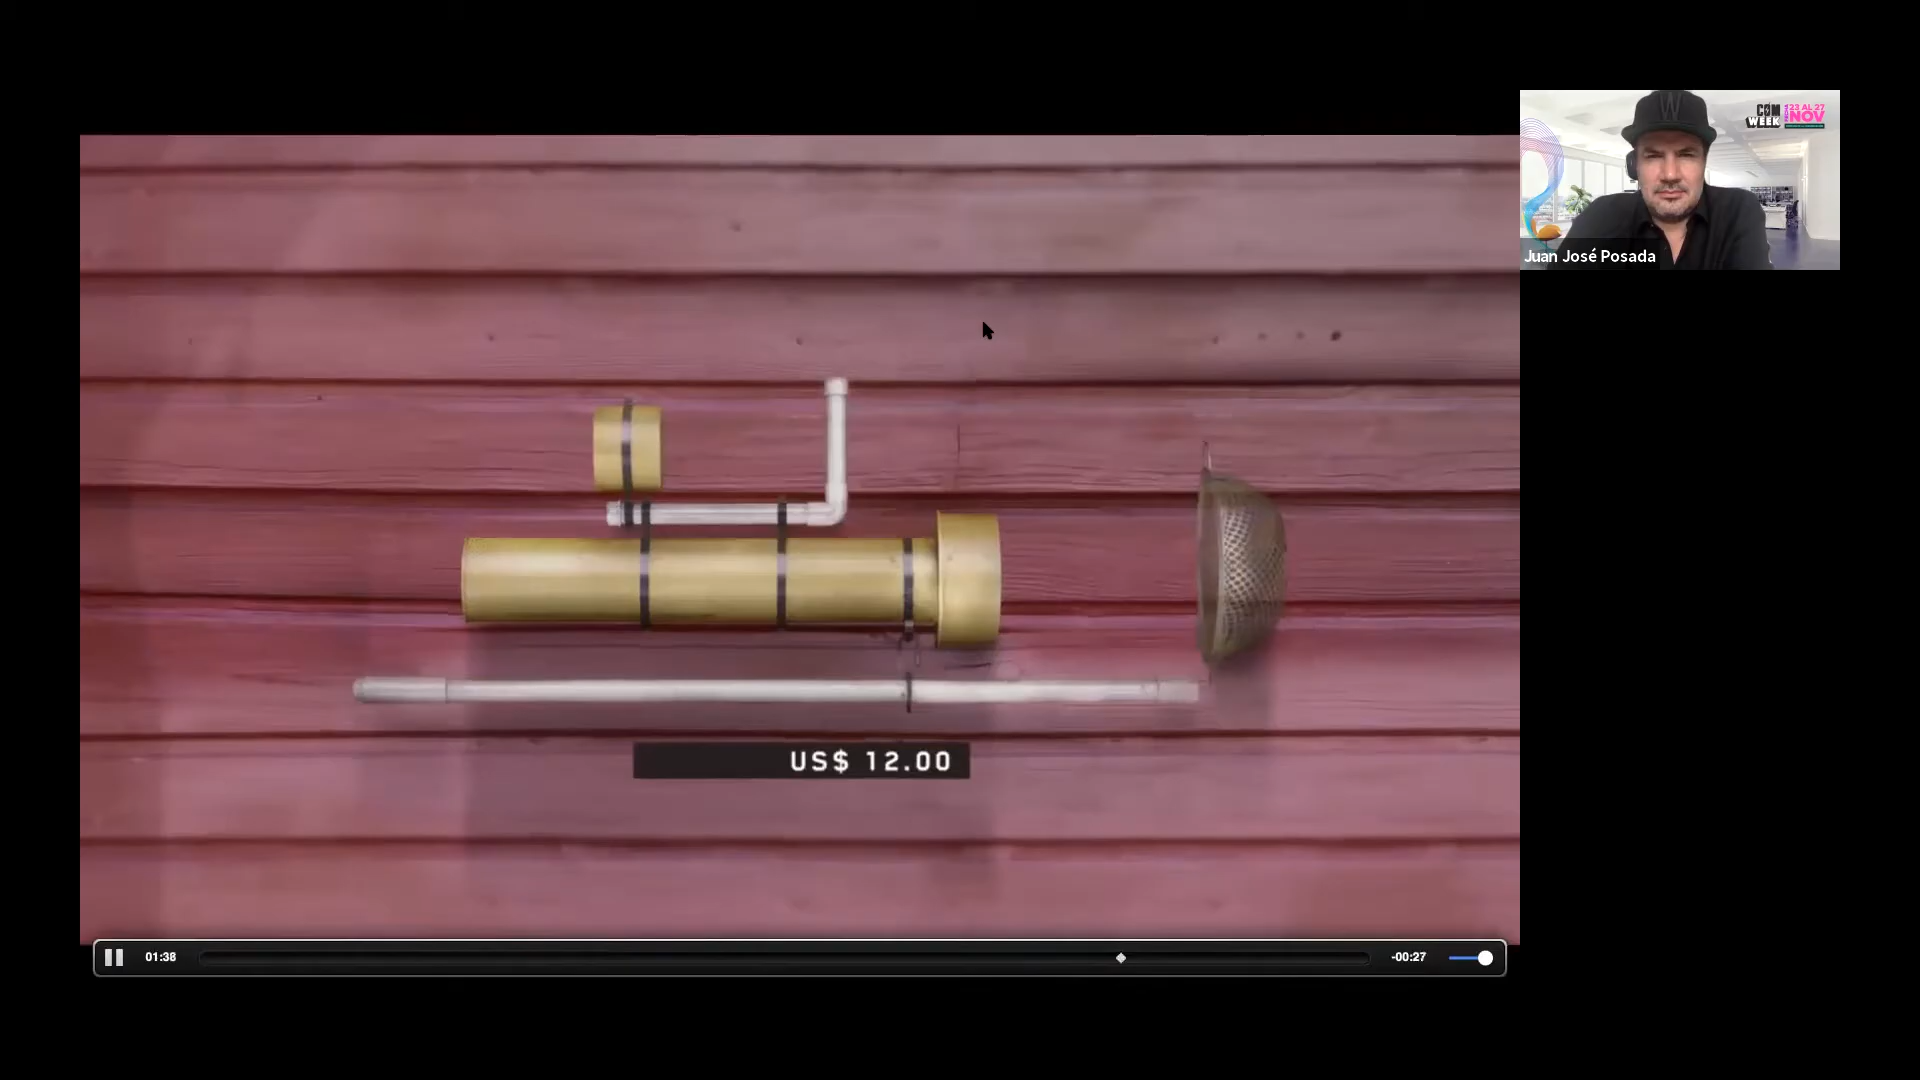 W
COM
WEEK
23 AL 27
NOV
Juan José Posada
US$ 12.00
01:38
-00:27